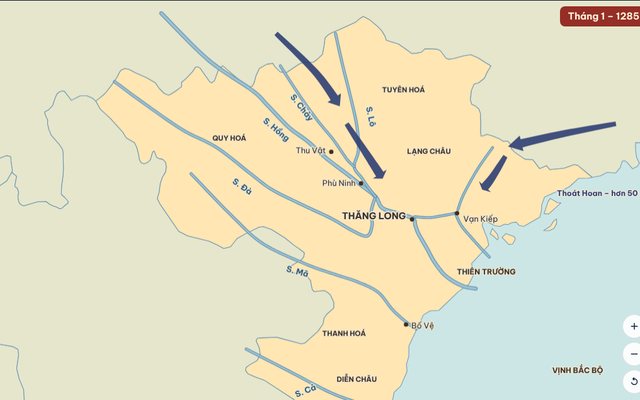 Tháng 1 – 1285
TUYÊN HOÁ
S. Chảy
S. Lô
S. Hồng
QUY HOÁ
Thu Vật
LẠNG CHÂU
S. Đà
Phù Ninh
Thoát Hoan – hơn 50
THĂNG LONG
Vạn Kiếp
S. Mã
THIÊN TRƯỜNG
Bố Vệ
THANH HOÁ
VỊNH BẮC BỘ
DIỄN CHÂU
S. Cả